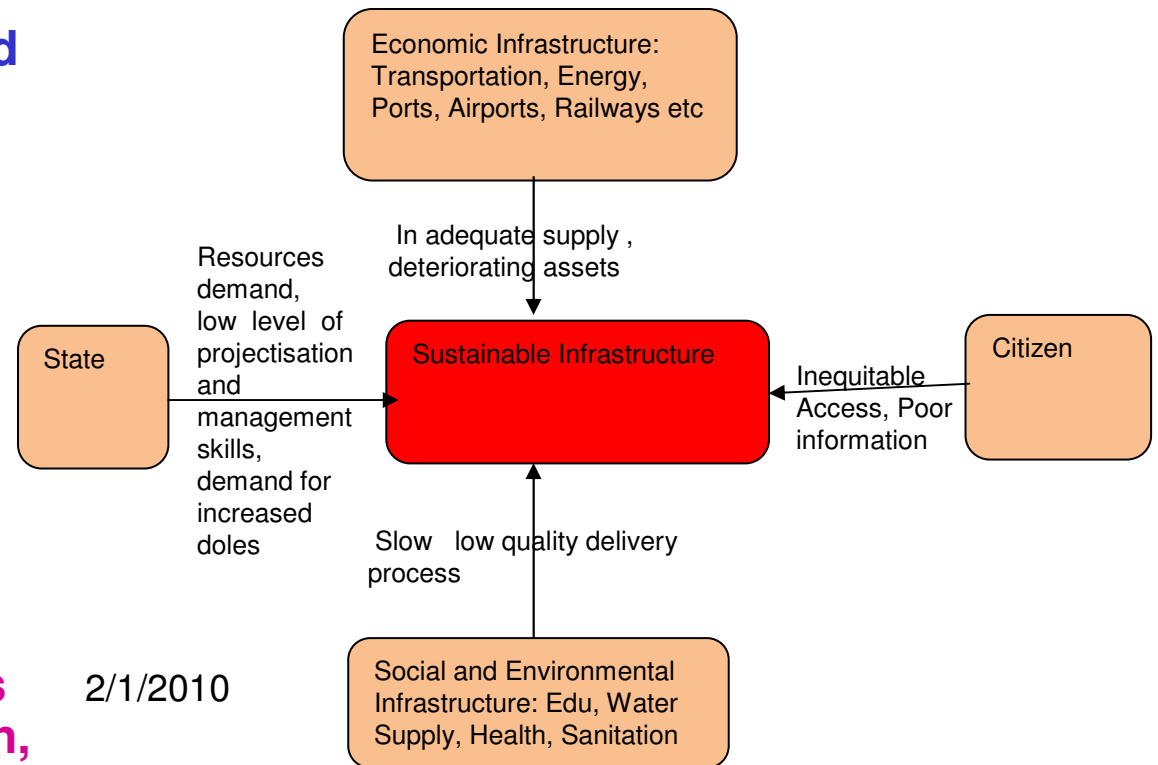 d
Economic Infrastructure:
Transportation, Energy,
Ports, Airports, Railways etc
In adequate supply ,
deteriorating assets
Resources
demand,
low level of
projectisation
and
management
skills,
demand for
increased
doles
State
Sustainable Infrastructure
Citizen
Inequitable
Access, Poor
information
Slow low quality delivery
process
Social and Environmental
Infrastructure: Edu, Water
Supply, Health, Sanitation
s
2/1/2010
n,